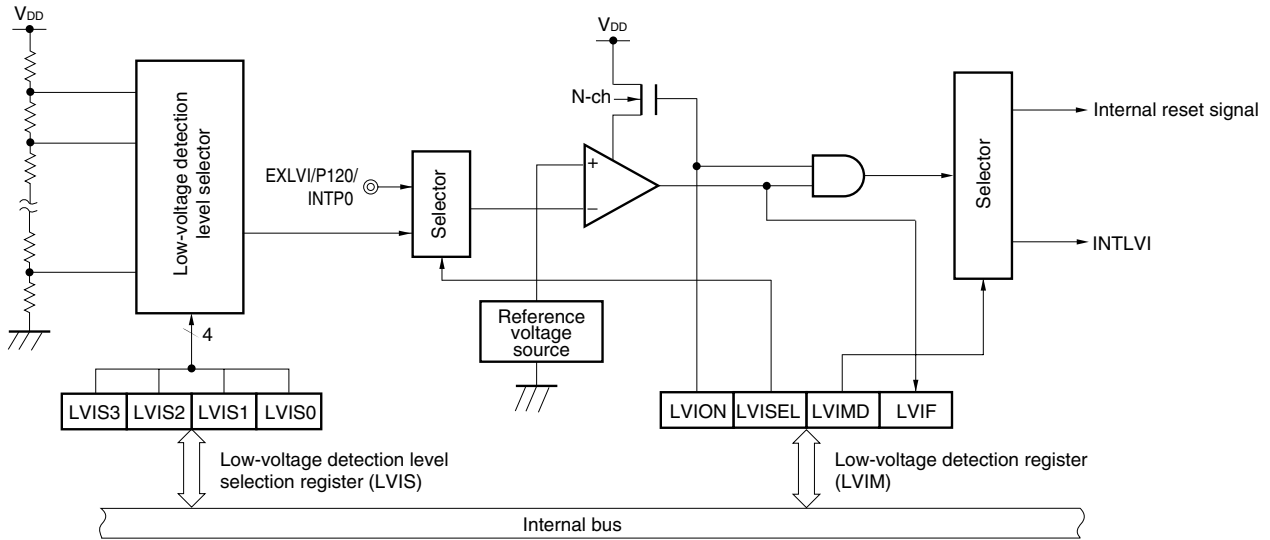 VDD
Low-voltage detection
level selector
4
LVIS3 LVIS2 LVIS1 LVIS0
Low-voltage detection level
selection register (LVIS)
EXLVI/P120/
INTP0
Selector
VDD
N-ch
+
−
Reference
voltage
source
Selector
Internal reset signal
INTLVI
LVION LVISEL LVIMD LVIF
Low-voltage detection register
(LVIM)
Internal bus